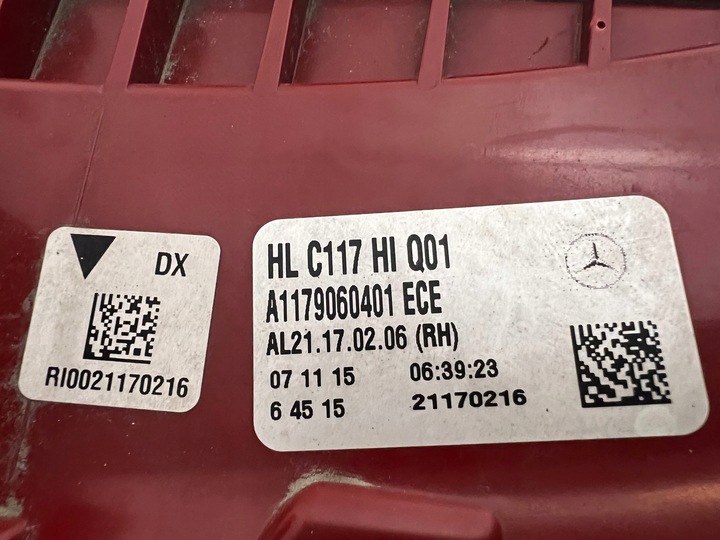 DX
RI0021170216
HL C117 HI Q01
A1179060401 ECE
AL21.17.02.06 (RH)
07 11 15 06:39:23
6 45 15 21170216